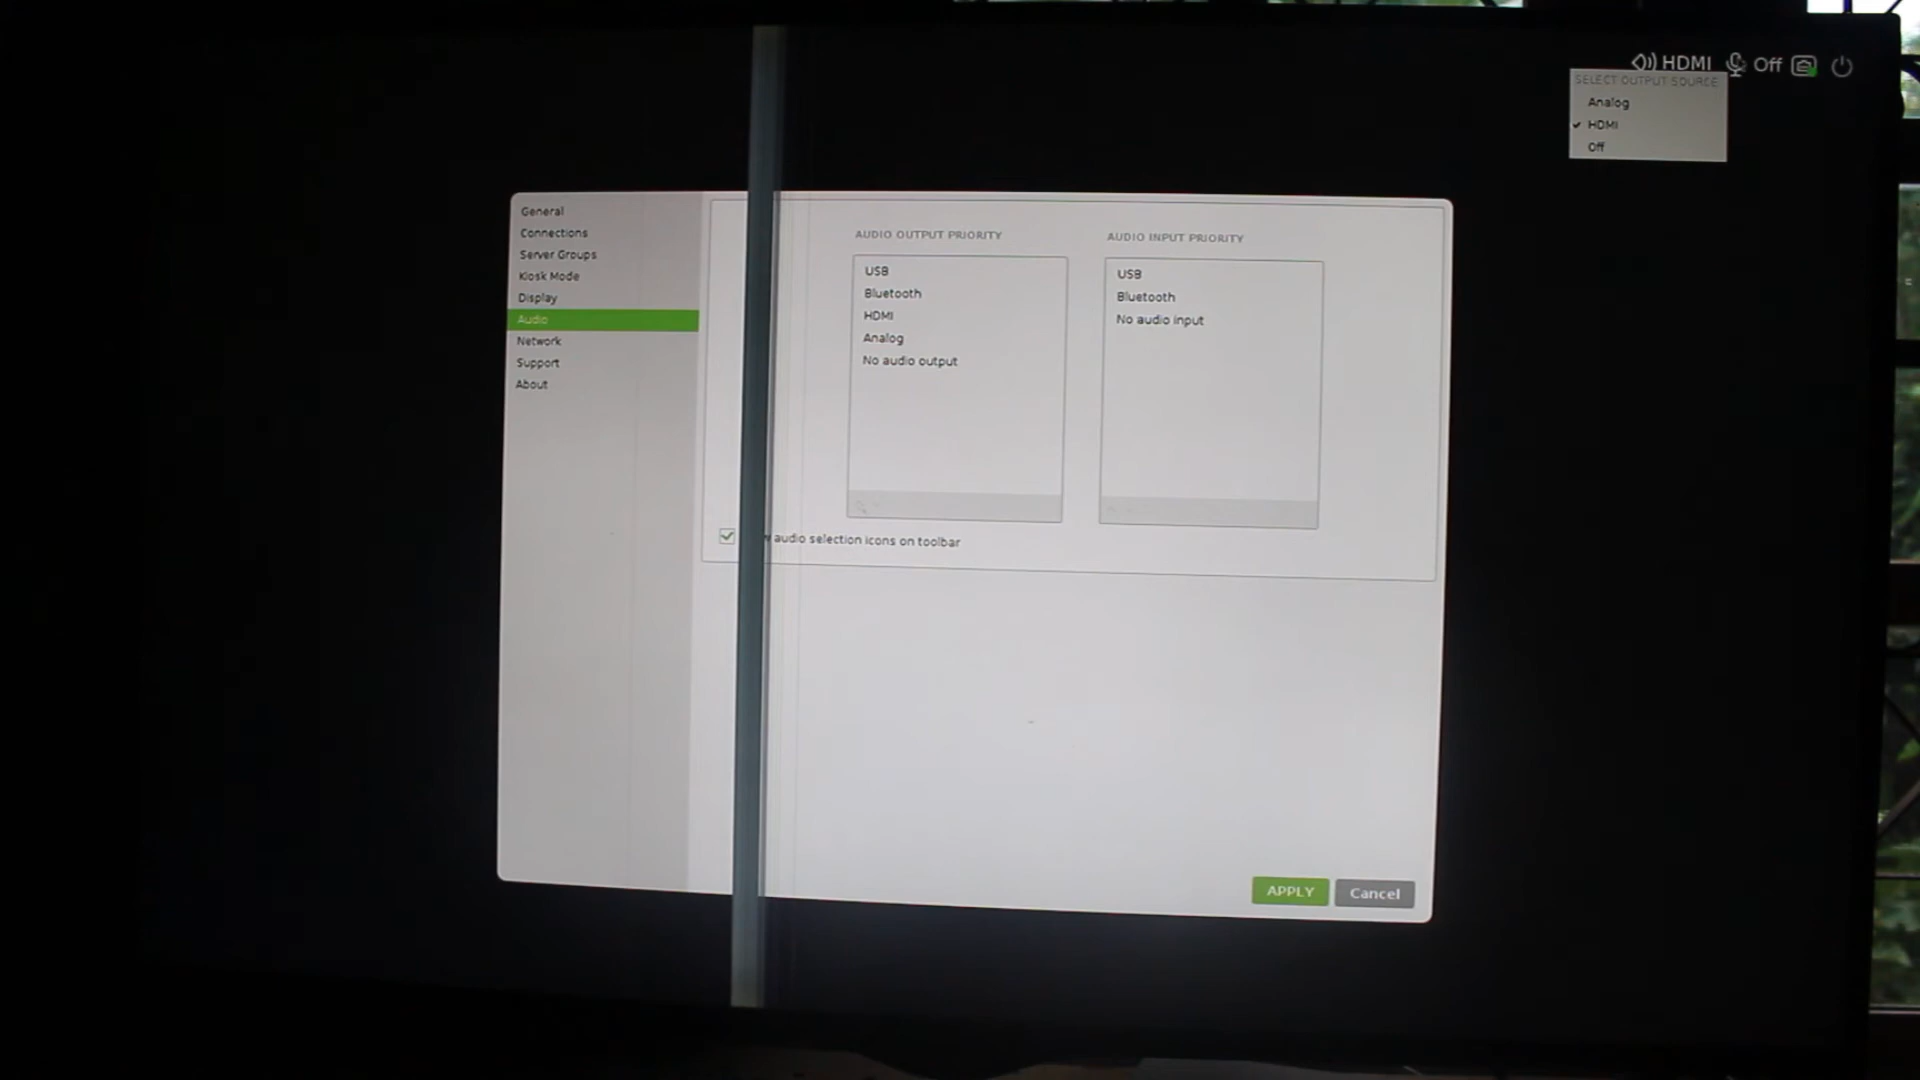 HDMI Off
SELECT OUTPUT SOURCE
Analog
HDMI
Off
General
Connections
Server Groups
Kiosk Mode
Display
Audio
Network
Support
About
AUDIO OUTPUT PRIORITY
USB
Bluetooth
HDMI
Analog
No audio output
AUDIO INPUT PRIORITY
USB
Bluetooth
No audio input
audio selection icons on toolbar
APPLY
Cancel